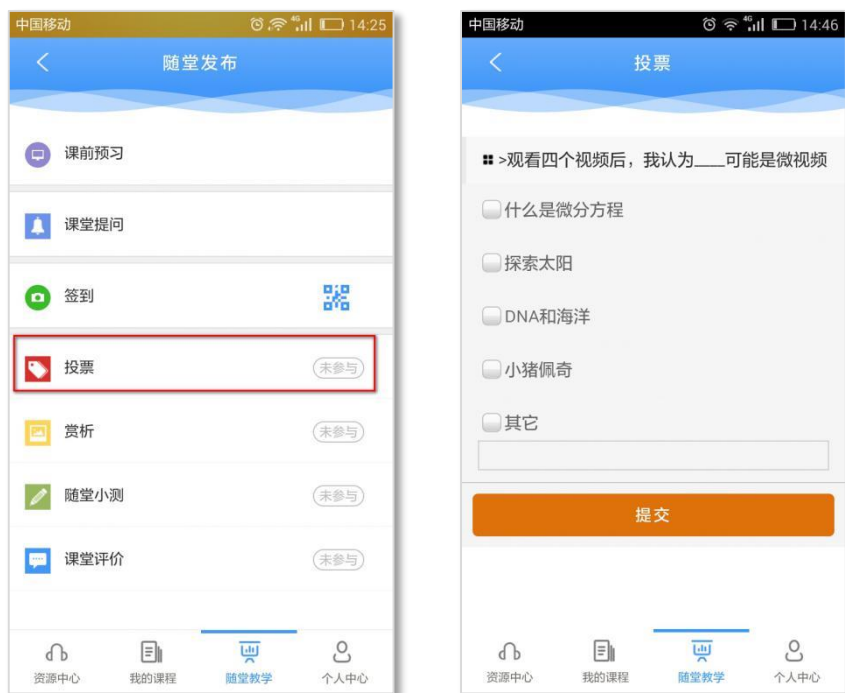 中国移动 4G 14:25
随堂发布
课前预习
课堂提问
签到
投票 未参与
赏析 未参与
随堂小测 未参与
课堂评价 未参与
资源中心 我的课程 随堂教学 个人中心
中国移动 4G 14:46
投票
>观看四个视频后，我认为____可能是微视频
什么是微分方程
探索太阳
DNA和海洋
小猪佩奇
其它
提交
资源中心 我的课程 随堂教学 个人中心